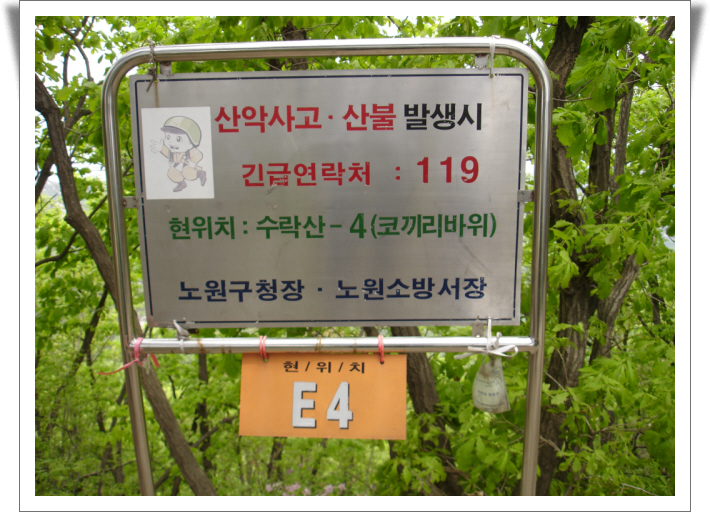 산악사고 · 산불 발생시
긴급연락처 : 119
현위치 : 수락산 - 4 (코끼리바위)
노원구청장 · 노원소방서장
현/위/치
E4